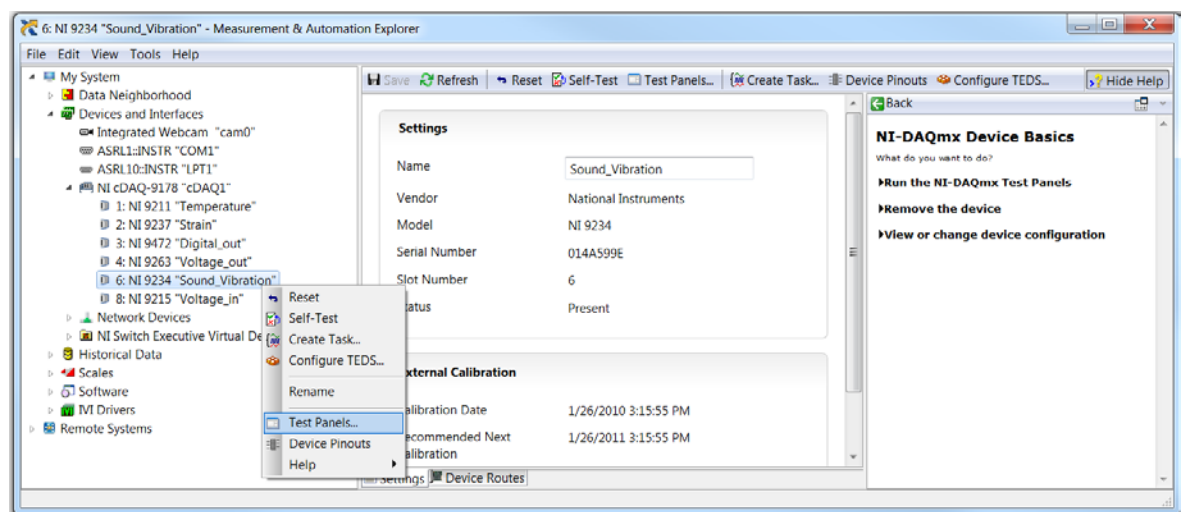 6: NI 9234 "Sound_Vibration" - Measurement & Automation Explorer
File Edit View Tools Help
My System
Data Neighborhood
Devices and Interfaces
Integrated Webcam "cam0"
ASRL1::INSTR "COM1"
ASRL10::INSTR "LPT1"
NI cDAQ-9178 "cDAQ1"
1: NI 9211 "Temperature"
2: NI 9237 "Strain"
3: NI 9472 "Digital_out"
4: NI 9263 "Voltage_out"
6: NI 9234 "Sound_Vibration"
8: NI 9215 "Voltage_in"
Network Devices
NI Switch Executive Virtual De
Historical Data
Scales
Software
IVI Drivers
Remote Systems
Reset
Self-Test
Create Task...
Configure TEDS...
Rename
Test Panels...
Device Pinouts
Help
Save Refresh Reset Self-Test Test Panels... Create Task... Device Pinouts Configure TEDS... Hide Help
Settings
Name Sound_Vibration
Vendor National Instruments
Model NI 9234
Serial Number 014A599E
Slot Number 6
tatus Present
xternal Calibration
alibration Date 1/26/2010 3:15:55 PM
ecommended Next 1/26/2011 3:15:55 PM
alibration
Settings Device Routes
Back
NI-DAQmx Device Basics
What do you want to do?
Run the NI-DAQmx Test Panels
Remove the device
View or change device configuration